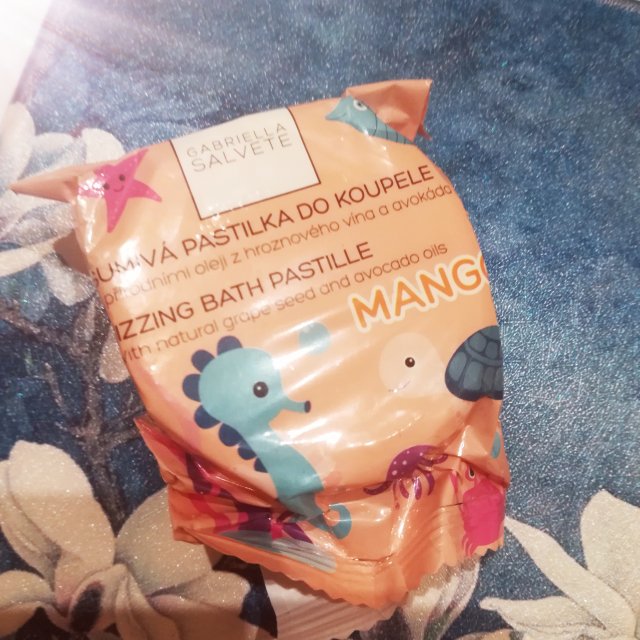 GABRIELLA
SALVETE
ŠUMIVÁ PASTILKA DO KOUPELE
přírodními oleji z hroznového vína a avokáda
IZZING BATH PASTILLE
with natural grape seed and avocado oils
MANGO